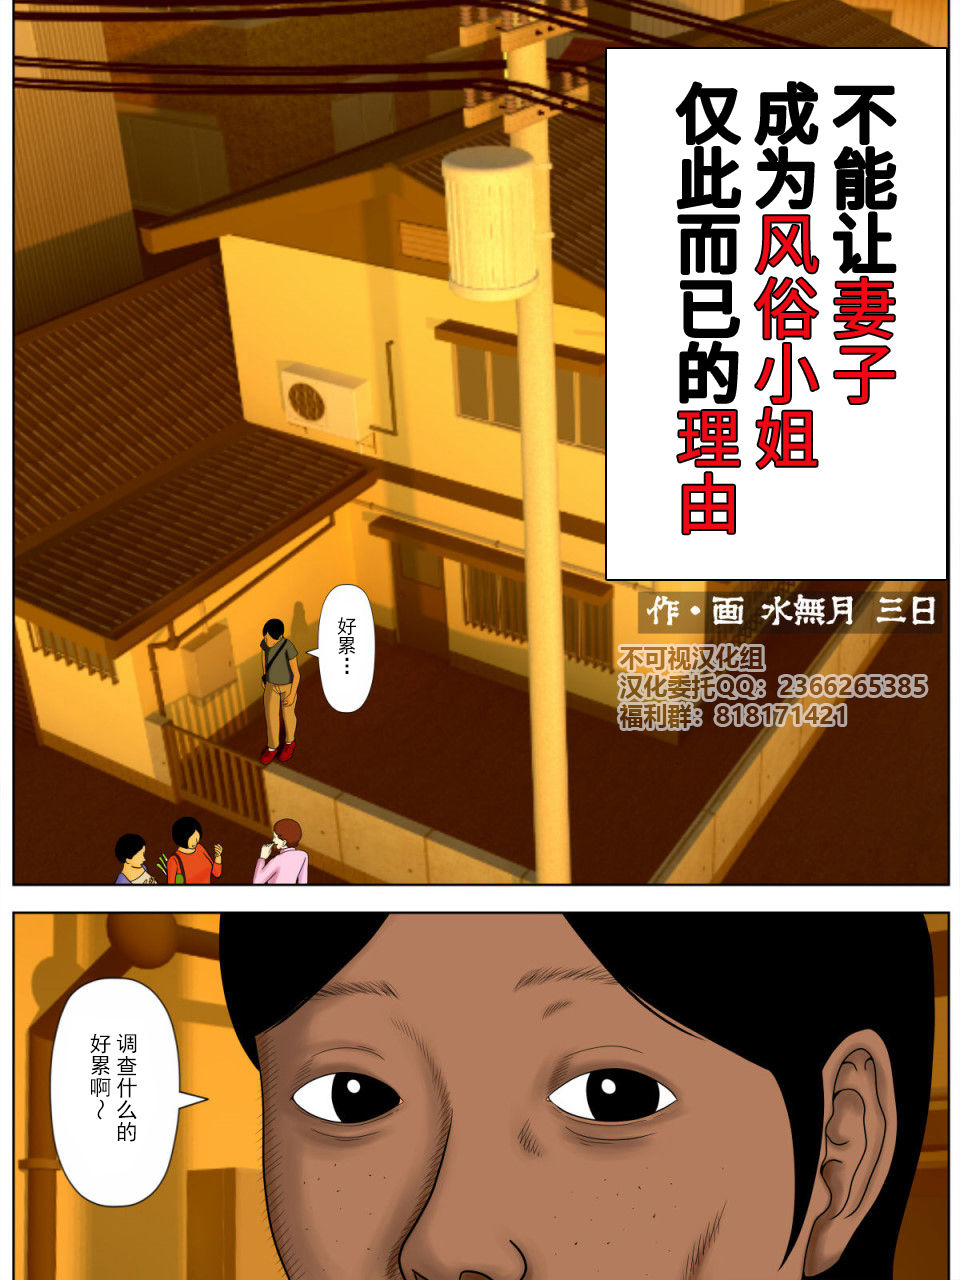 不能让妻子
成为风俗小姐
仅此而已的理由
作・画 水無月 三日
不可视汉化组
汉化委托QQ：2366265385
福利群：818171421
好累…
调查什么的
好累啊～